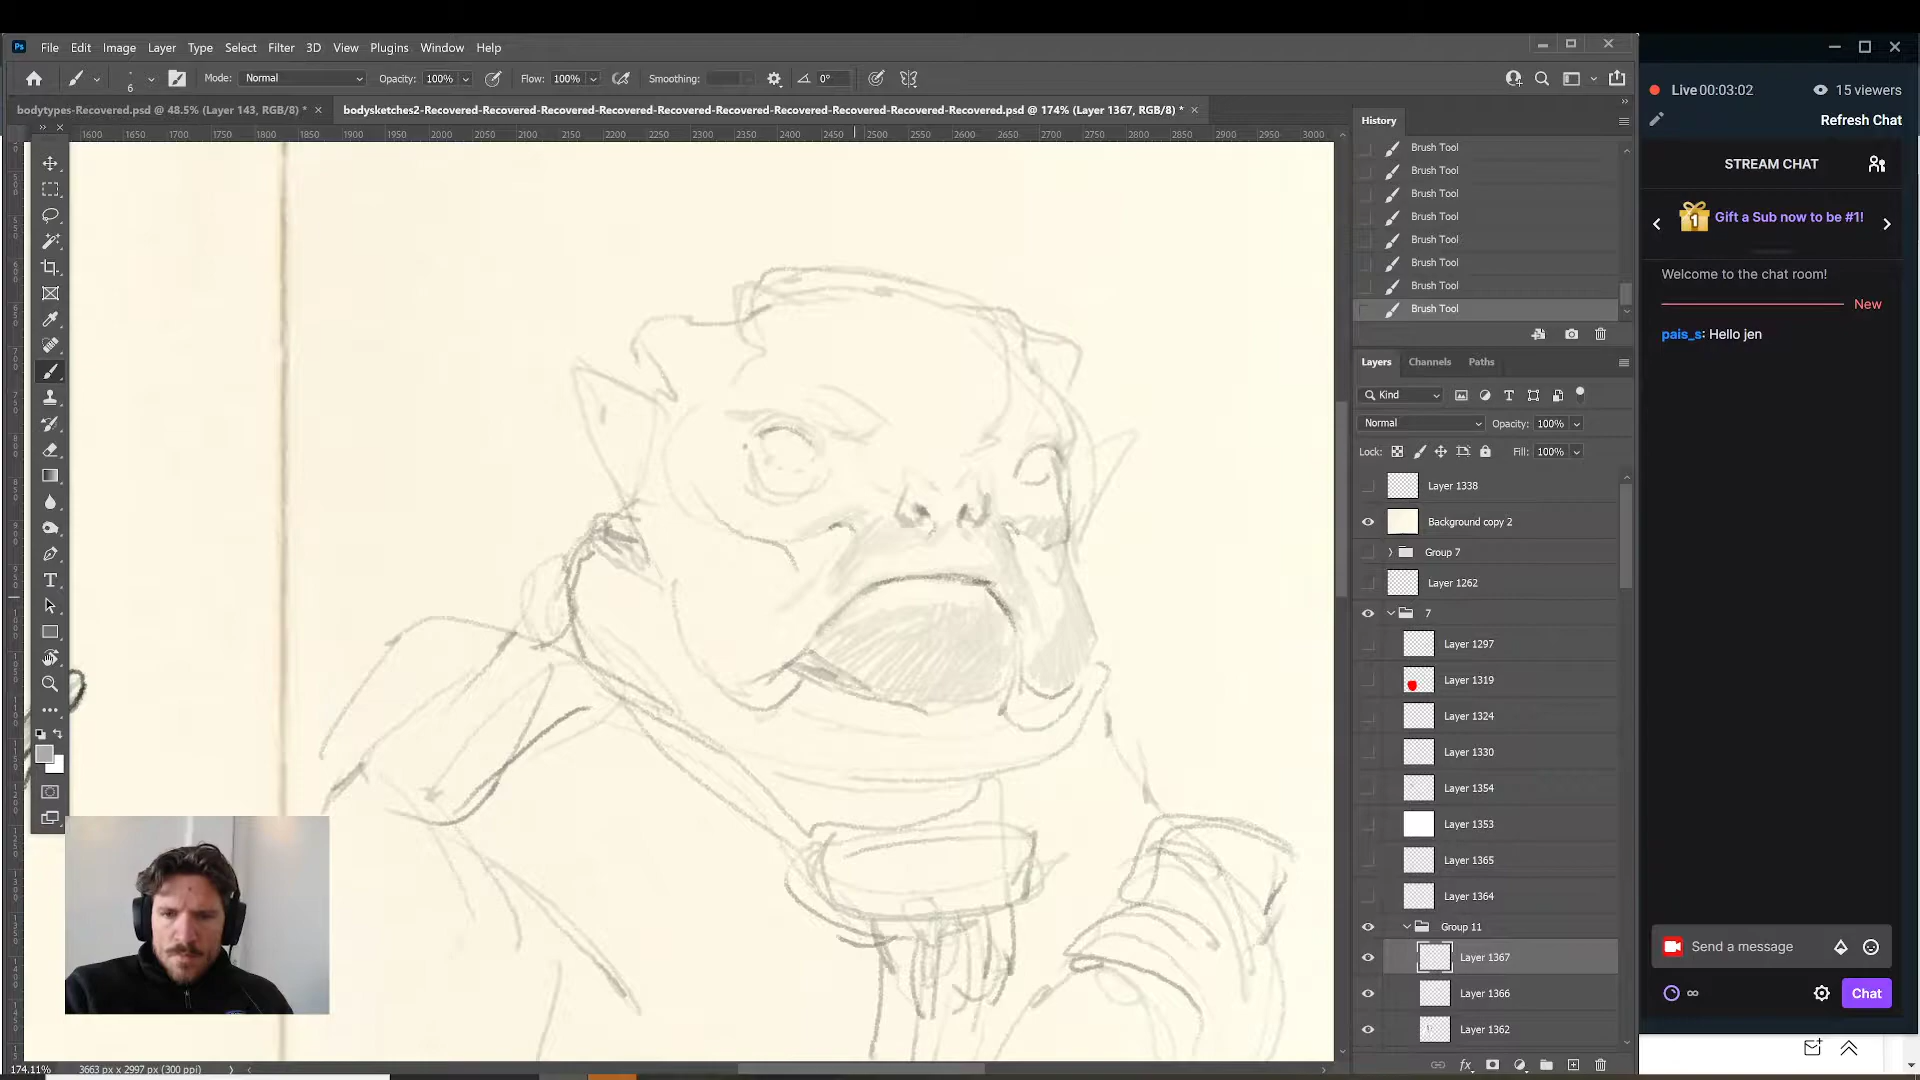 Ps File Edit Image Layer Type Select Filter 3D View Plugins Window Help
6 Mode: Normal Opacity: 100% Flow: 100% Smoothing: 0°
bodytypes-Recovered.psd @ 48.5% (Layer 143, RGB/8) * ×
bodysketches2-Recovered-Recovered-Recovered-Recovered-Recovered-Recovered-Recovered-Recovered-Recovered-Recovered.psd @ 174% (Layer 1367, RGB/8) * ×
1600 1650 1700 1750 1800 1850 1900 1950 2000 2050 2100 2150 2200 2250 2300 2350 2400 2450 2500 2550 2600 2650 2700 2750 2800 2850 2900 2950 3000
History
Brush Tool
Brush Tool
Brush Tool
Brush Tool
Brush Tool
Brush Tool
Brush Tool
Brush Tool
Layers Channels Paths
Kind
Normal Opacity: 100%
Lock: Fill: 100%
Layer 1338
Background copy 2
Group 7
Layer 1262
7
Layer 1297
Layer 1319
Layer 1324
Layer 1330
Layer 1354
Layer 1353
Layer 1365
Layer 1364
Group 11
Layer 1367
Layer 1366
Layer 1362
fx
174.11% 3663 px x 2997 px (300 ppi)
Live 00:03:02 15 viewers
Refresh Chat
STREAM CHAT
1 Gift a Sub now to be #1!
Welcome to the chat room!
New
pais_s: Hello jen
Send a message
∞ Chat